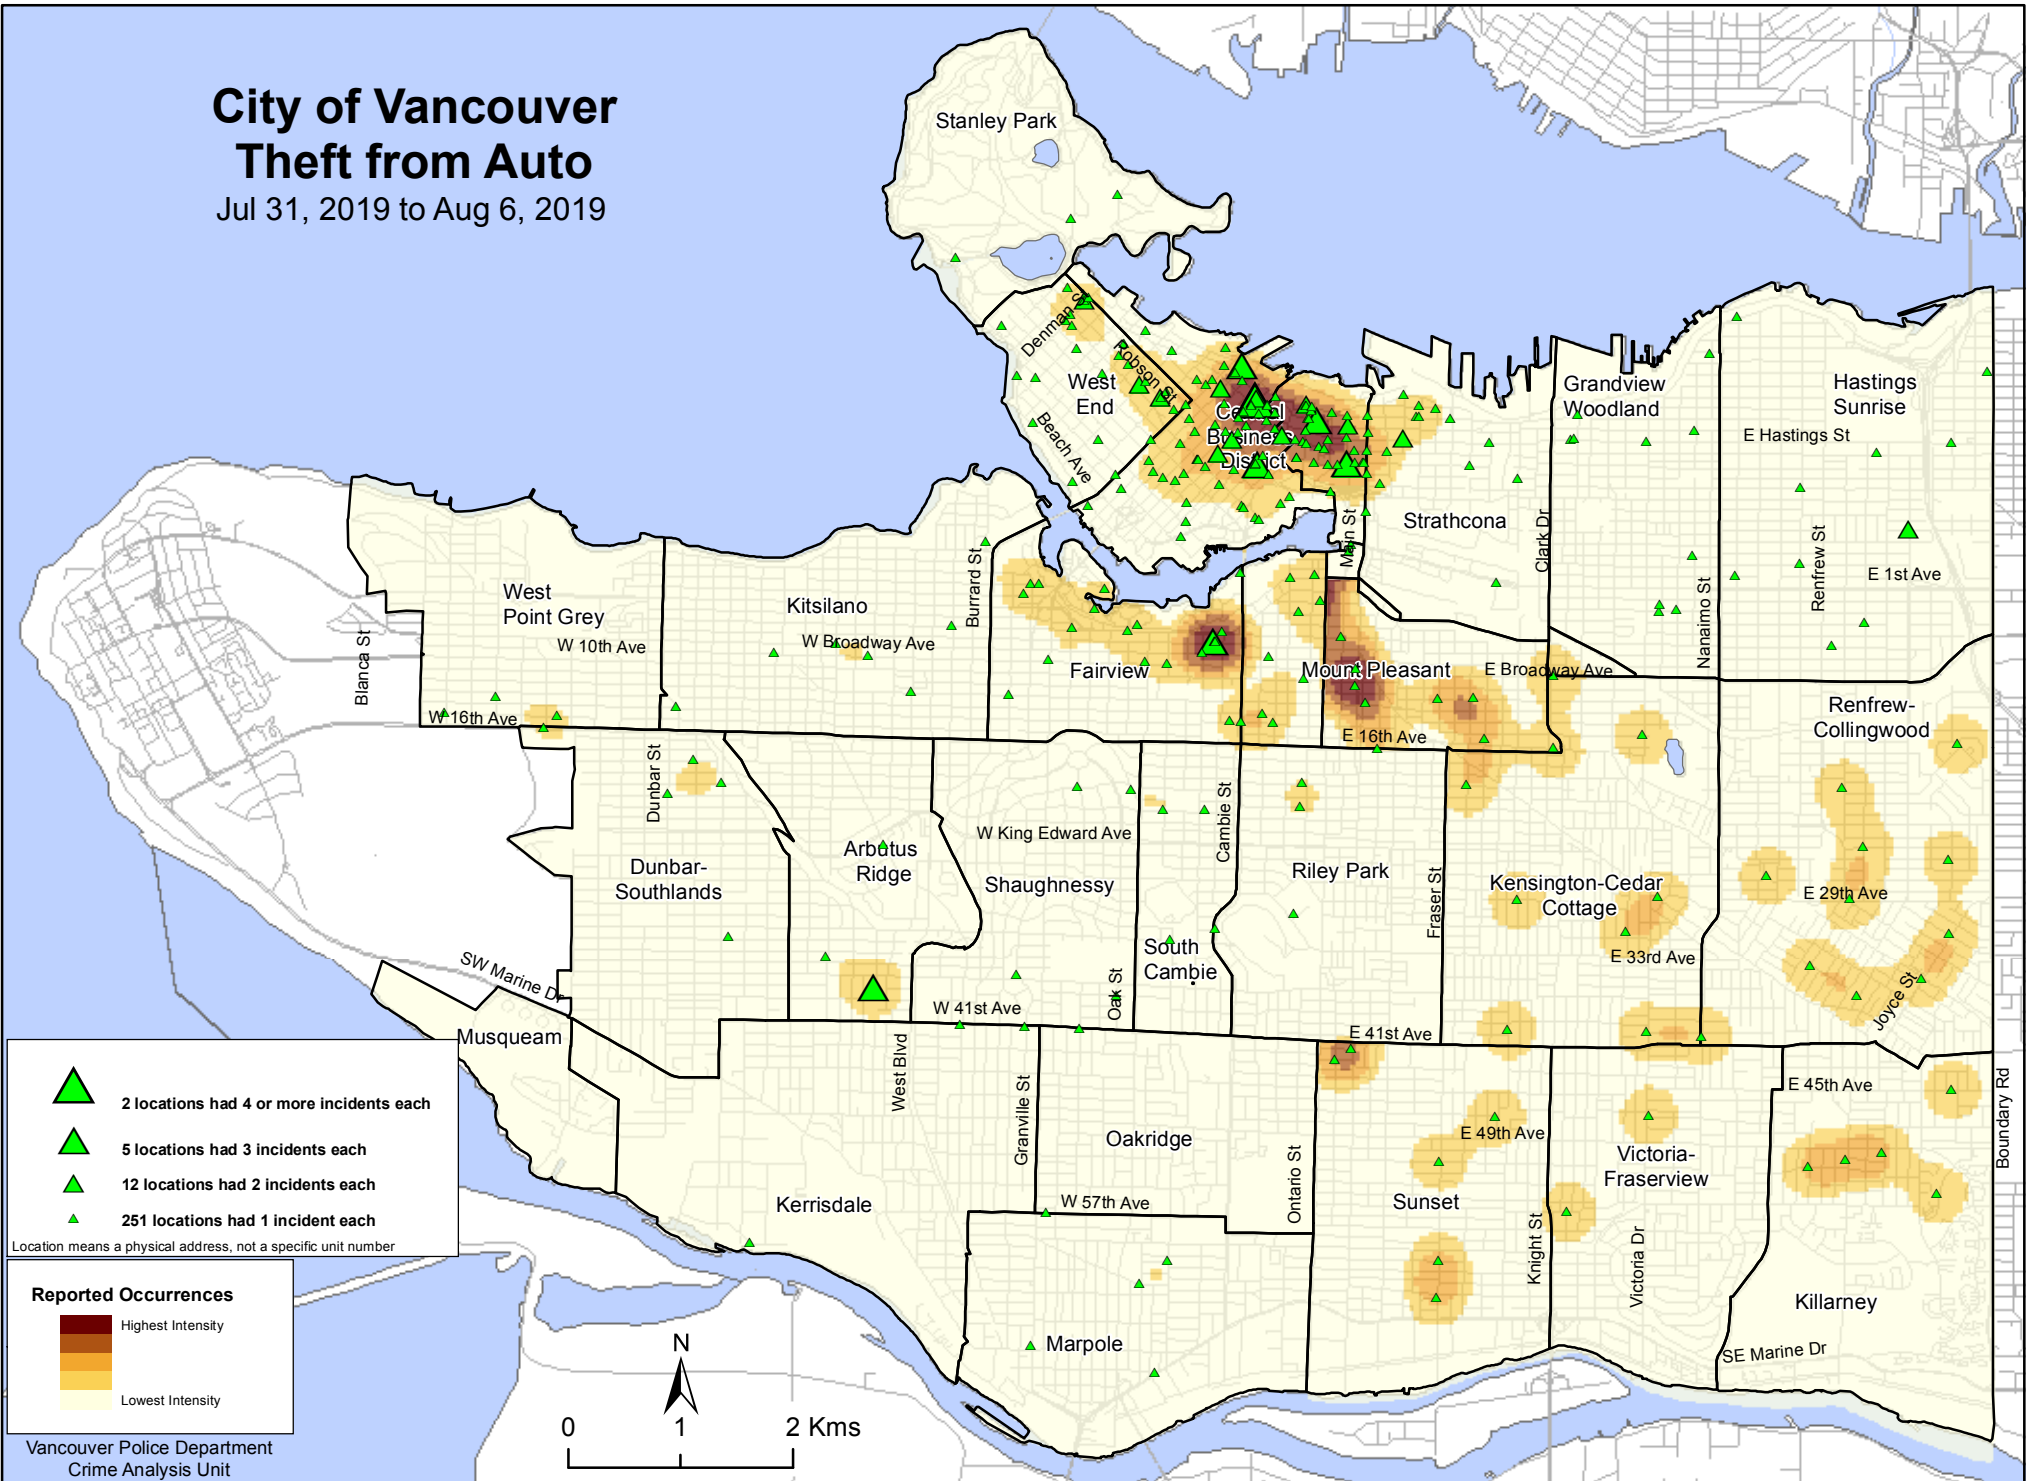 City of Vancouver
Theft from Auto
Jul 31, 2019 to Aug 6, 2019
Stanley Park
Denman St
Robson St
West
End
Beach Ave
Central
Business
District
Grandview
Woodland
Hastings
Sunrise
E Hastings St
Strathcona
Main St
Clark Dr
Nanaimo St
Renfrew St
E 1st Ave
West
Point Grey
Kitsilano
Burrard St
W Broadway Ave
W 10th Ave
Blanca St
W 16th Ave
Fairview
Mount Pleasant
E Broadway Ave
E 16th Ave
Renfrew-
Collingwood
Dunbar St
Dunbar-
Southlands
Arbutus
Ridge
W King Edward Ave
Shaughnessy
Cambie St
Riley Park
Fraser St
Kensington-Cedar
Cottage
E 29th Ave
E 33rd Ave
South
Cambie
Oak St
Joyce St
SW Marine Dr
W 41st Ave
E 41st Ave
Musqueam
West Blvd
Granville St
Oakridge
Ontario St
E 45th Ave
E 49th Ave
Boundary Rd
Victoria-
Fraserview
Sunset
Kerrisdale
W 57th Ave
Knight St
Victoria Dr
Killarney
Marpole
SE Marine Dr
2 locations had 4 or more incidents each
5 locations had 3 incidents each
12 locations had 2 incidents each
251 locations had 1 incident each
Location means a physical address, not a specific unit number
Reported Occurrences
Highest Intensity
Lowest Intensity
Vancouver Police Department
Crime Analysis Unit
N
0 1 2 Kms